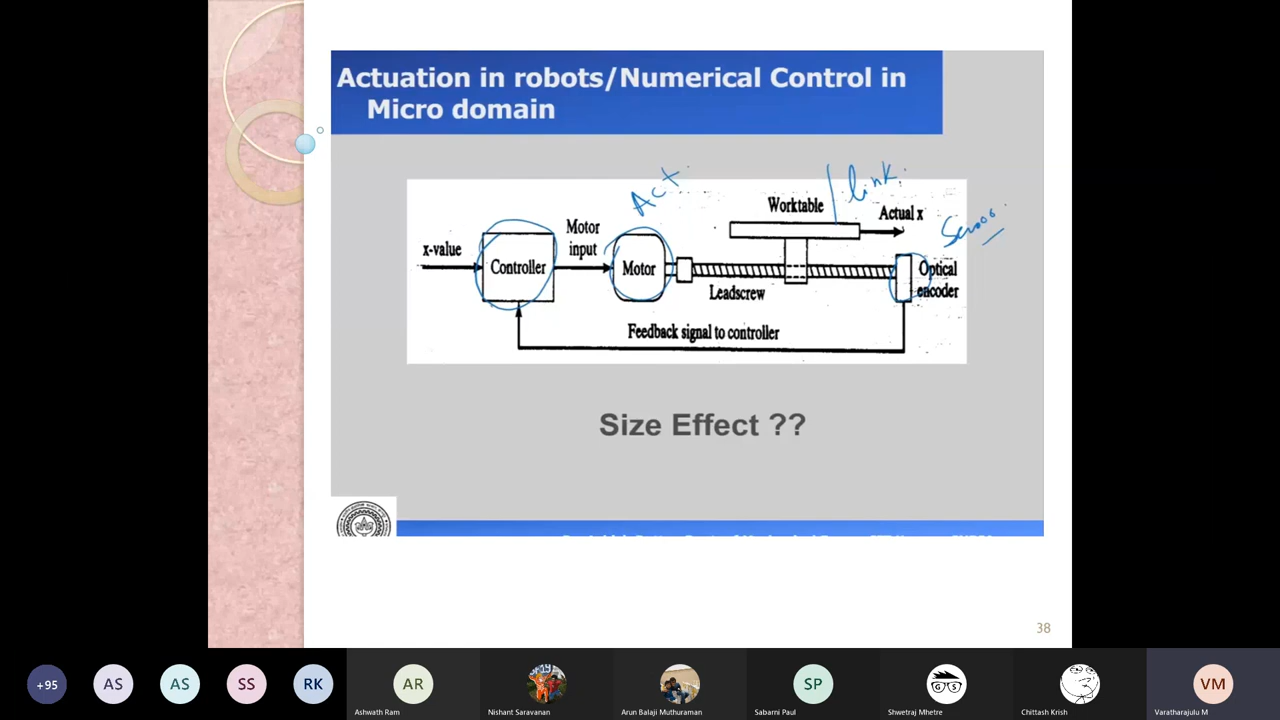 Actuation in robots/Numerical Control in
Micro domain
Act
link
Worktable
Actual x
Motor
input
x-value
Controller
Motor
Leadscrew
Optical
encoder
Feedback signal to controller
Size Effect ??
38
+95
AS
AS
SS
RK
AR
SP
VM
Ashwath Ram
Nishant Saravanan
Arun Balaji Muthuraman
Sabarni Paul
Shwetraj Mhetre
Chittash Krish
Varatharajulu M